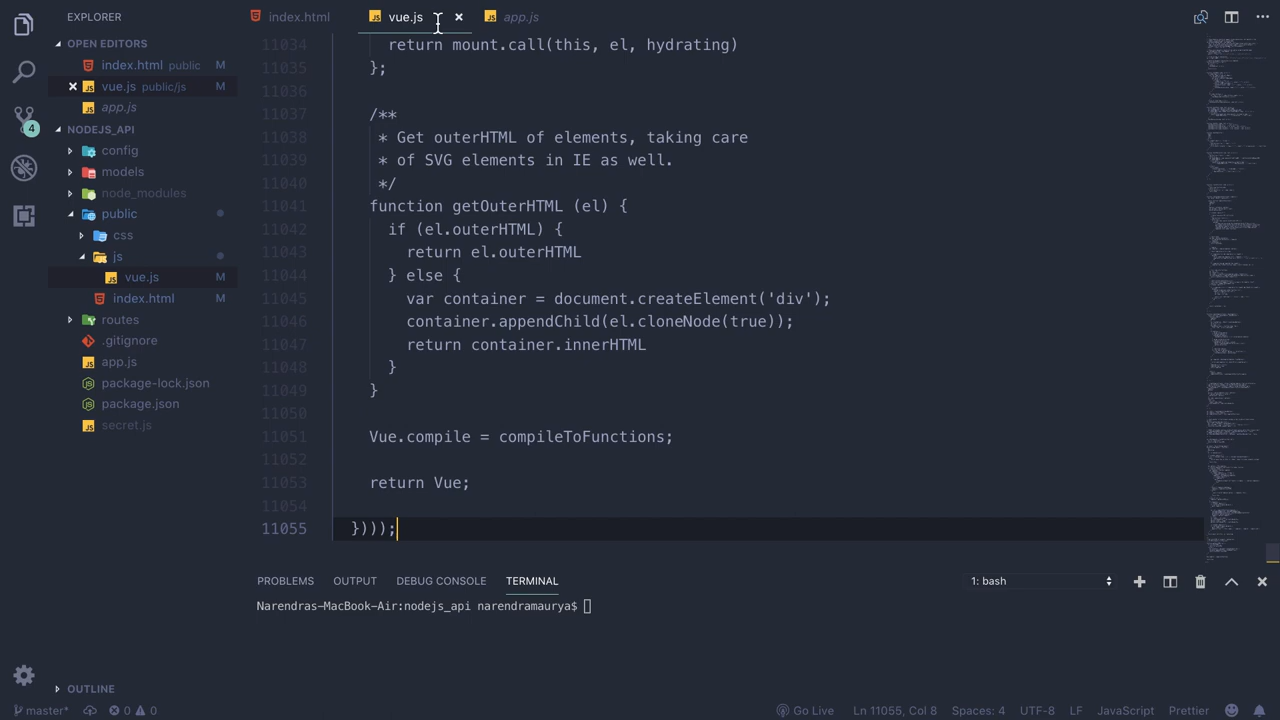 EXPLORER
OPEN EDITORS
index.html public
vue.js public/js M
app.js
NODEJS_API
config
models
node_modules
public
css
js
vue.js M
index.html M
routes
.gitignore
app.js
package-lock.json
package.json
secret.js
OUTLINE
4
index.html
vue.js
app.js
11034 return mount.call(this, el, hydrating)
11035 };
11036
11037 /**
11038 * Get outerHTML of elements, taking care
11039 * of SVG elements in IE as well.
11040 */
11041 function getOuterHTML (el) {
11042 if (el.outerHTML) {
11043 return el.outerHTML
11044 } else {
11045 var container = document.createElement('div');
11046 container.appendChild(el.cloneNode(true));
11047 return container.innerHTML
11048 }
11049 }
11050
11051 Vue.compile = compileToFunctions;
11052
11053 return Vue;
11054
11055 })));
PROBLEMS OUTPUT DEBUG CONSOLE TERMINAL 1: bash
Narendras-MacBook-Air:nodejs_api narendramaurya$
master* 0 0 Go Live Ln 11055, Col 8 Spaces: 4 UTF-8 LF JavaScript Prettier